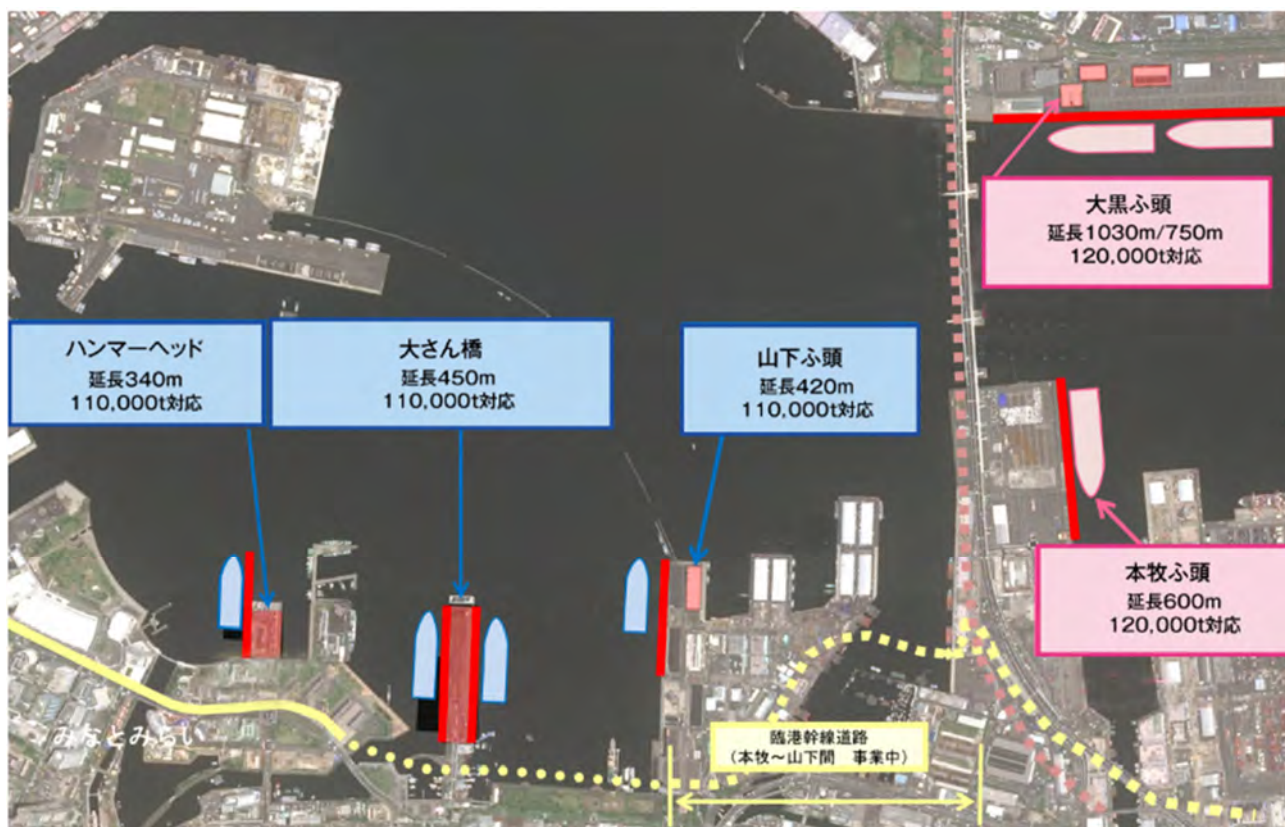 大黒ふ頭
延長1030m/750m
120,000t対応
ハンマーヘッド
延長340m
110,000t対応
大さん橋
延長450m
110,000t対応
山下ふ頭
延長420m
110,000t対応
本牧ふ頭
延長600m
120,000t対応
みなとみらい
臨港幹線道路
(本牧～山下間　事業中)